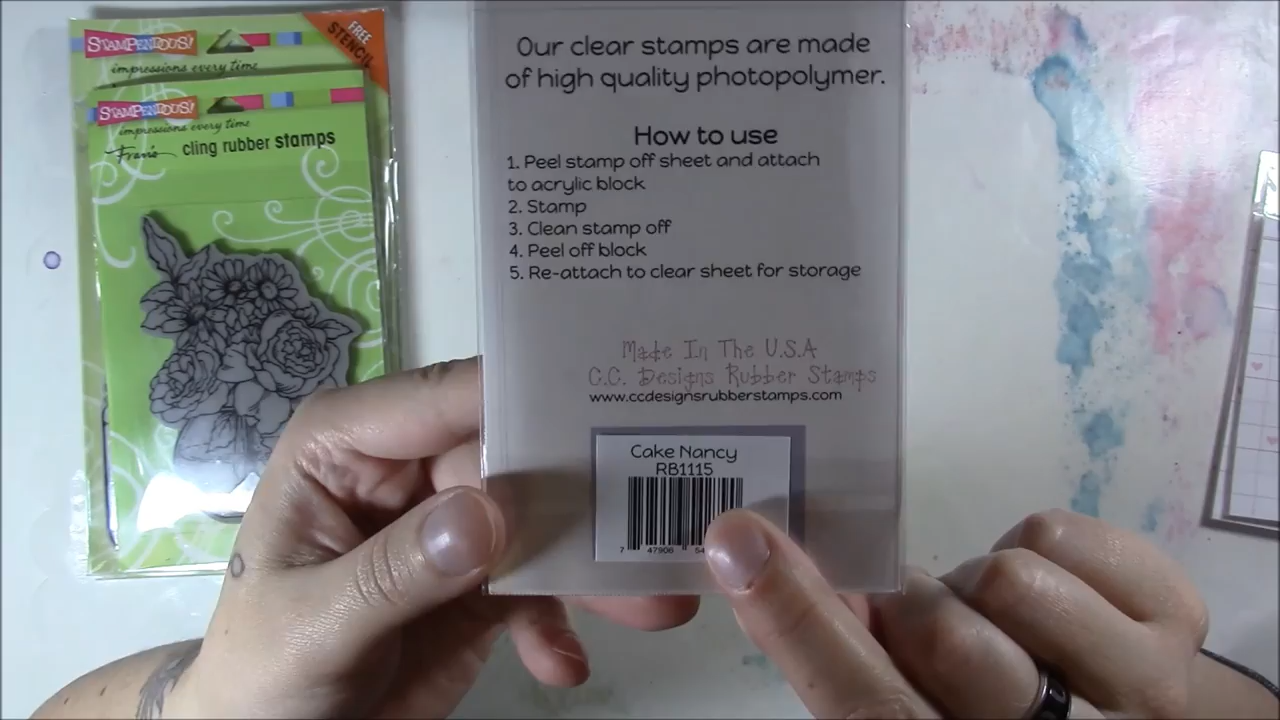 STAMPENDOUS!
impressions every time
FREE
STENCIL
STAMPENDOUS!
impressions every time
Fran's cling rubber stamps
Our clear stamps are made
of high quality photopolymer.
How to use
1. Peel stamp off sheet and attach
to acrylic block
2. Stamp
3. Clean stamp off
4. Peel off block
5. Re-attach to clear sheet for storage
Made In The U.S.A
C.C. Designs Rubber Stamps
www.ccdesignsrubberstamps.com
Cake Nancy
RB1115
7 47906 54